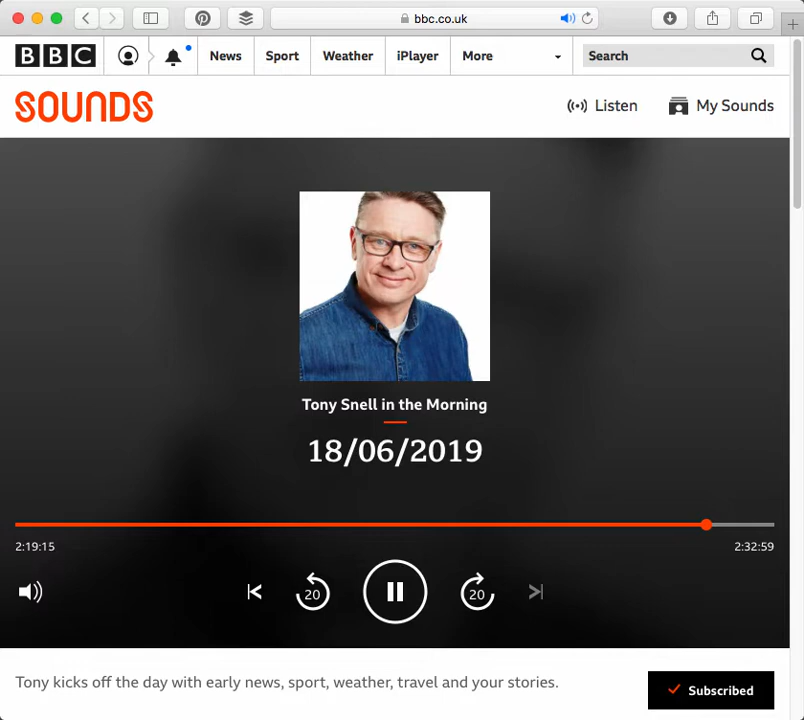 bbc.co.uk
BBC News Sport Weather iPlayer More Search
SOUNDS Listen My Sounds
Tony Snell in the Morning
18/06/2019
2:19:15 2:32:59
20 20
Tony kicks off the day with early news, sport, weather, travel and your stories.
Subscribed